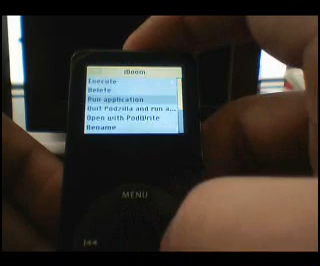 iDoom
Execute
Delete
Run application
Quit Podzilla and run a...
Open with PodWrite
Rename
MENU